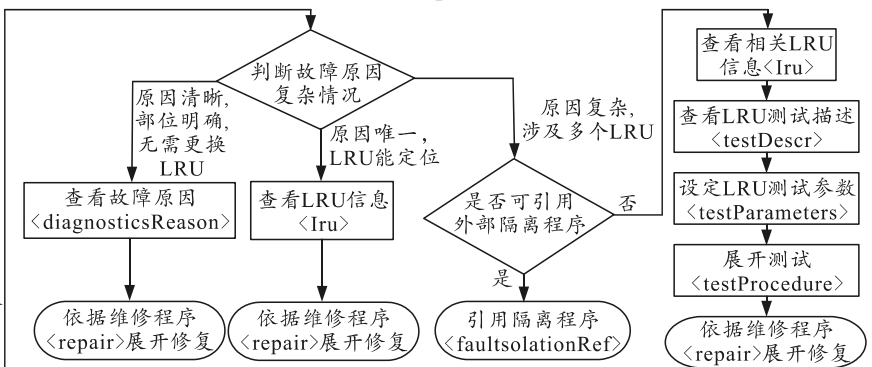 判断故障原因
复杂情况
原因清晰,
部位明确,
无需更换
LRU
查看故障原因
<diagnosticsReason>
依据维修程序
<repair>展开修复
原因唯一，
LRU能定位
查看LRU信息
<Iru>
依据维修程序
<repair>展开修复
原因复杂,
涉及多个LRU
是否可引用
外部隔离程序
否
是
引用隔离程序
<faultsolationRef>
查看相关LRU
信息<Iru>
查看LRU测试描述
<testDescr>
设定LRU测试参数
<testParameters>
展开测试
<testProcedure>
依据维修程序
<repair>展开修复